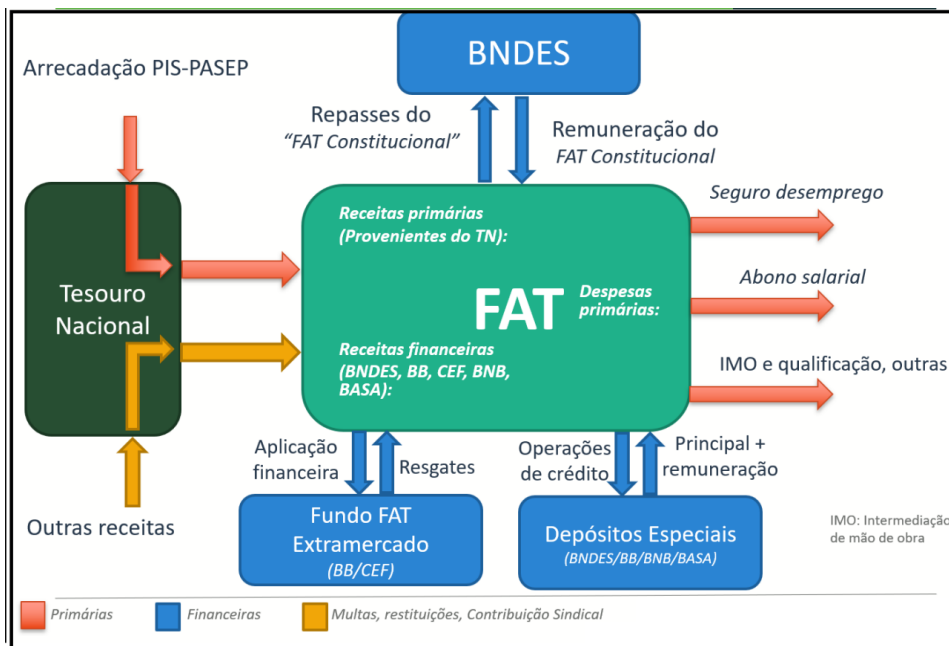 BNDES
Arrecadação PIS-PASEP
Repasses do
“FAT Constitucional”
Remuneração do
FAT Constitucional
Tesouro
Nacional
Receitas primárias
(Provenientes do TN):
FAT
Despesas
primárias:
Receitas financeiras
(BNDES, BB, CEF, BNB,
BASA):
Seguro desemprego
Abono salarial
IMO e qualificação, outras
Outras receitas
Aplicação
financeira
Resgates
Operações
de crédito
Principal +
remuneração
Fundo FAT
Extramercado
(BB/CEF)
Depósitos Especiais
(BNDES/BB/BNB/BASA)
IMO: Intermediação
de mão de obra
Primárias
Financeiras
Multas, restituições, Contribuição Sindical